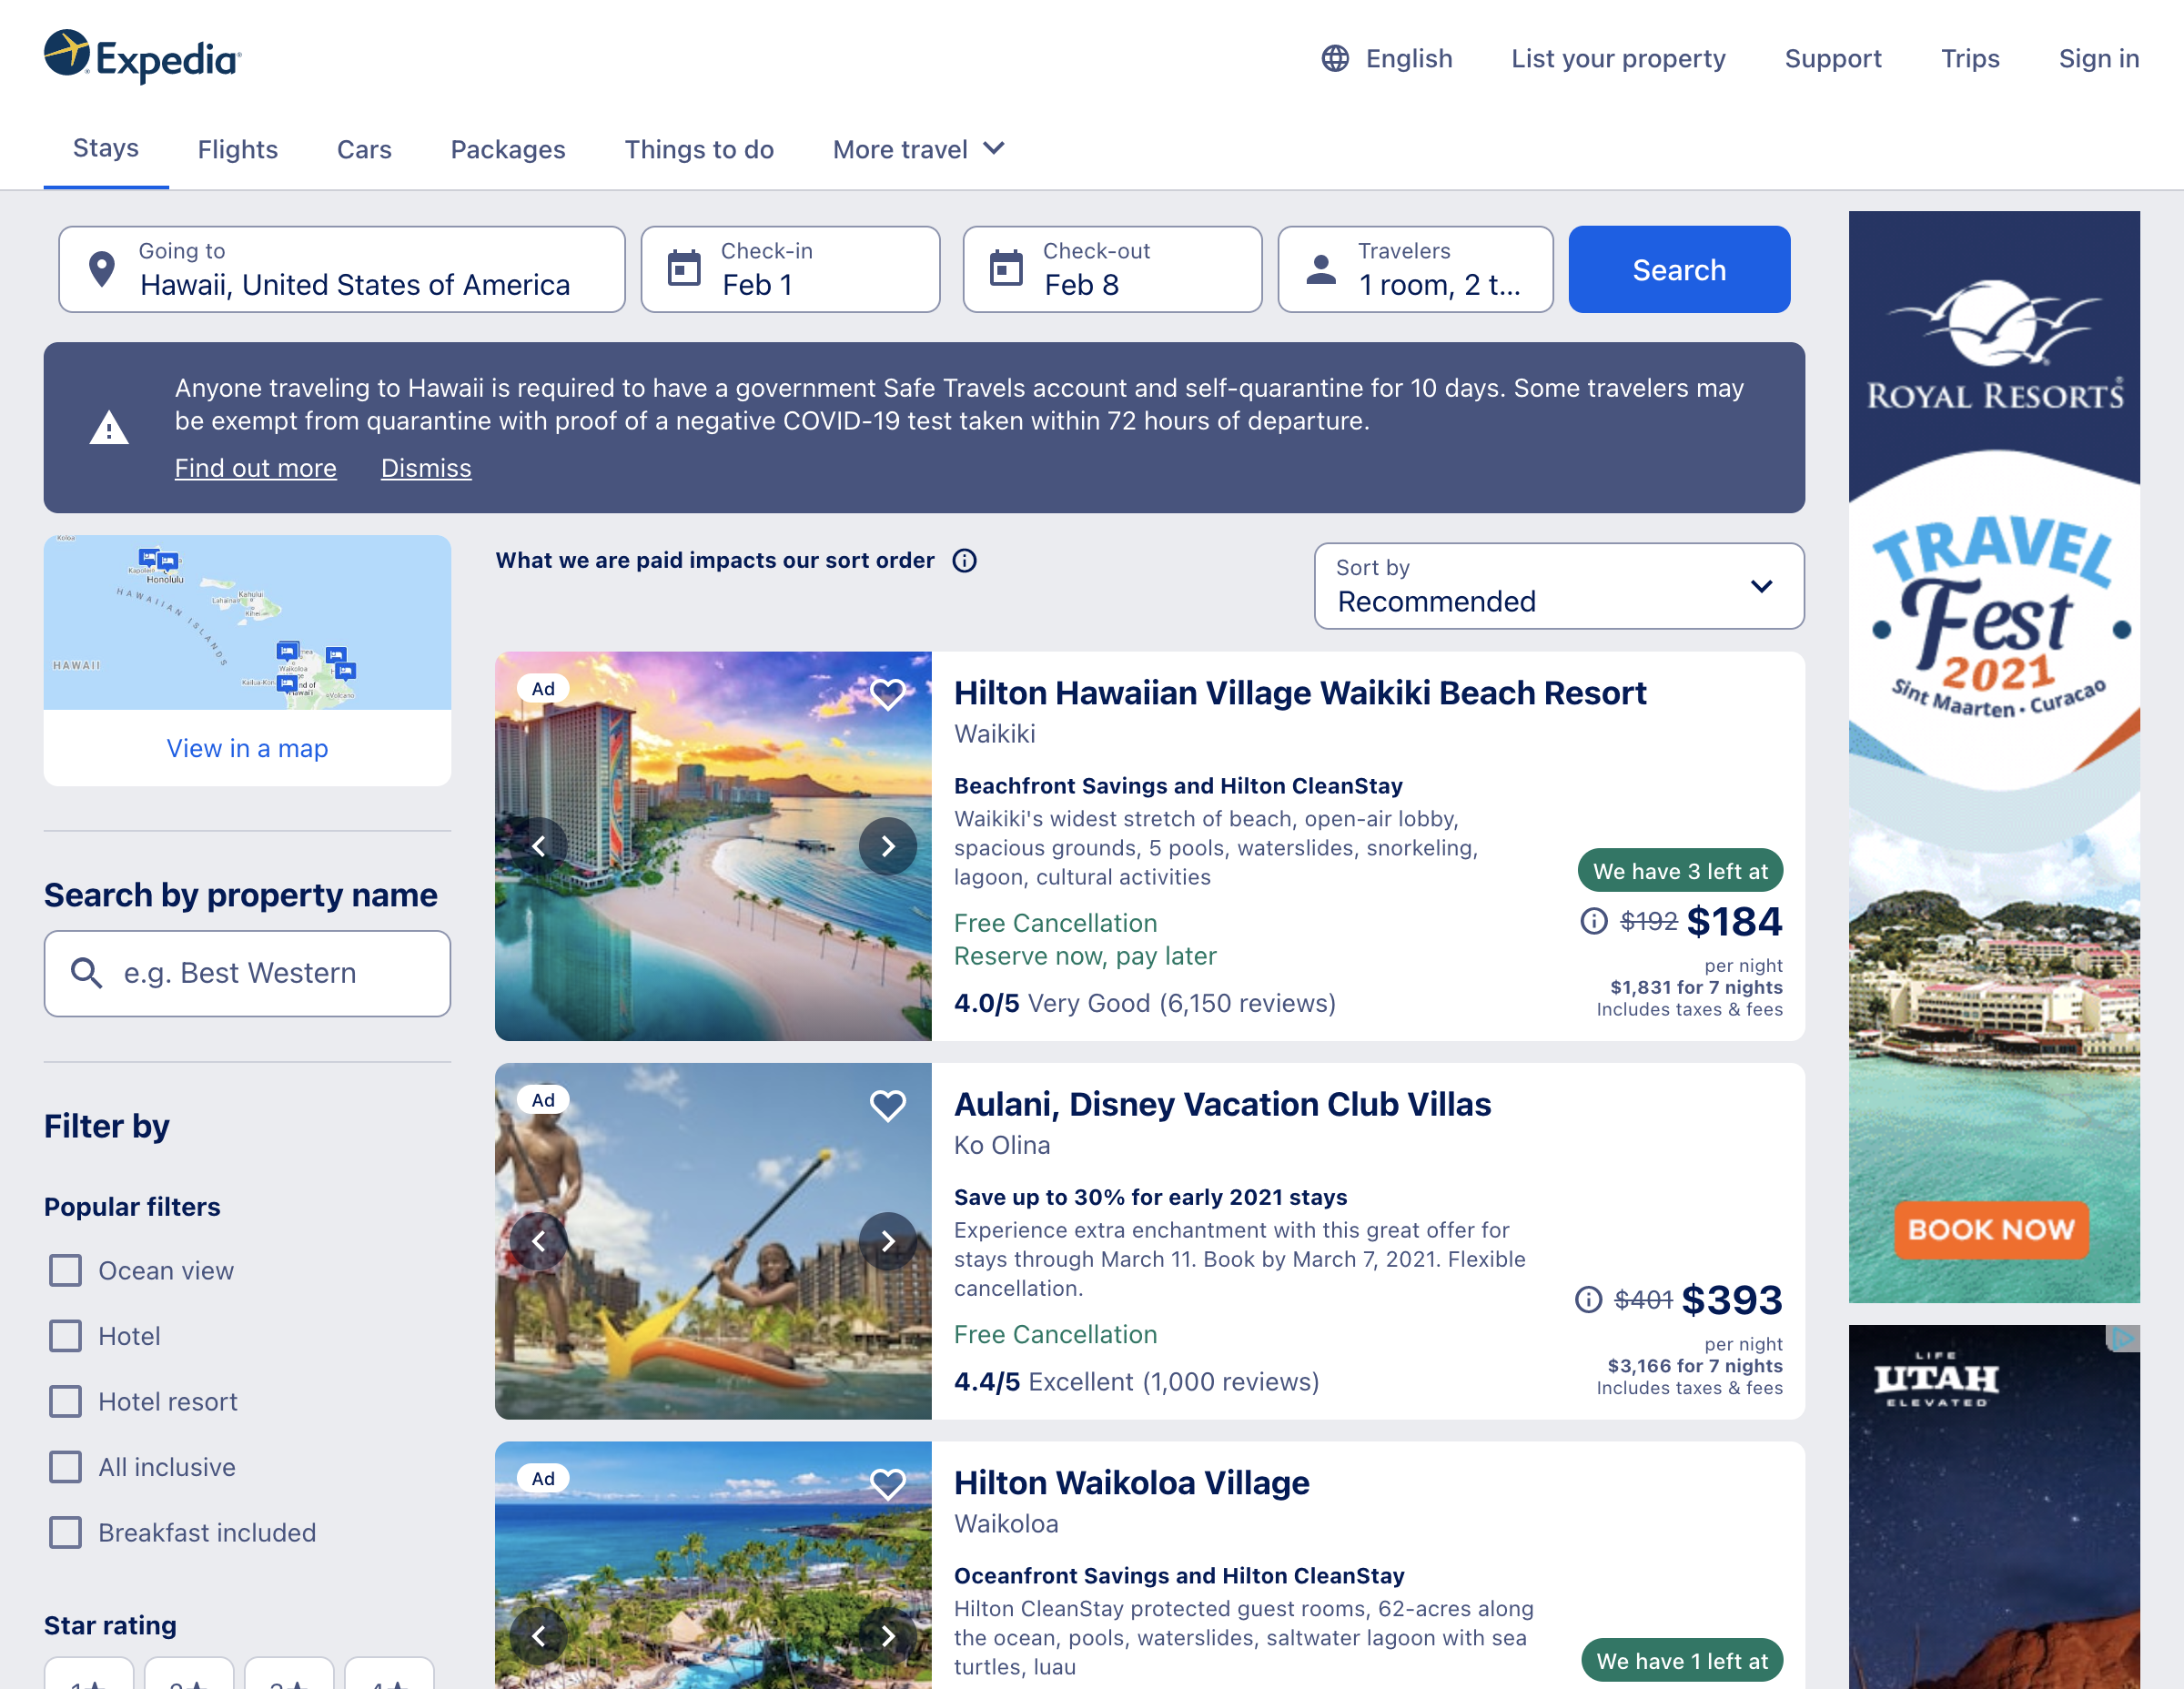 Expedia
English
List your property
Support
Trips
Sign in
Stays
Flights
Cars
Packages
Things to do
More travel
Going to
Hawaii, United States of America
Check-in
Feb 1
Check-out
Feb 8
Travelers
1 room, 2 t...
Search
Anyone traveling to Hawaii is required to have a government Safe Travels account and self-quarantine for 10 days. Some travelers may
be exempt from quarantine with proof of a negative COVID-19 test taken within 72 hours of departure.
Find out more
Dismiss
Koloa
Kapolei
Honolulu
Lahaina
Kahului
Kihei
HAWAIIAN ISLANDS
HAWAII
Waikoloa
Volcano
View in a map
Search by property name
e.g. Best Western
Filter by
Popular filters
Ocean view
Hotel
Hotel resort
All inclusive
Breakfast included
Star rating
What we are paid impacts our sort order
Sort by
Recommended
Ad
Hilton Hawaiian Village Waikiki Beach Resort
Waikiki
Beachfront Savings and Hilton CleanStay
Waikiki's widest stretch of beach, open-air lobby,
spacious grounds, 5 pools, waterslides, snorkeling,
lagoon, cultural activities
Free Cancellation
Reserve now, pay later
4.0/5 Very Good (6,150 reviews)
We have 3 left at
$192 $184
per night
$1,831 for 7 nights
Includes taxes & fees
Ad
Aulani, Disney Vacation Club Villas
Ko Olina
Save up to 30% for early 2021 stays
Experience extra enchantment with this great offer for
stays through March 11. Book by March 7, 2021. Flexible
cancellation.
Free Cancellation
4.4/5 Excellent (1,000 reviews)
$401 $393
per night
$3,166 for 7 nights
Includes taxes & fees
Ad
Hilton Waikoloa Village
Waikoloa
Oceanfront Savings and Hilton CleanStay
Hilton CleanStay protected guest rooms, 62-acres along
the ocean, pools, waterslides, saltwater lagoon with sea
turtles, luau
We have 1 left at
ROYAL RESORTS®
TRAVEL
Fest
2021
Sint Maarten • Curacao
BOOK NOW
LIFE
UTAH
ELEVATED